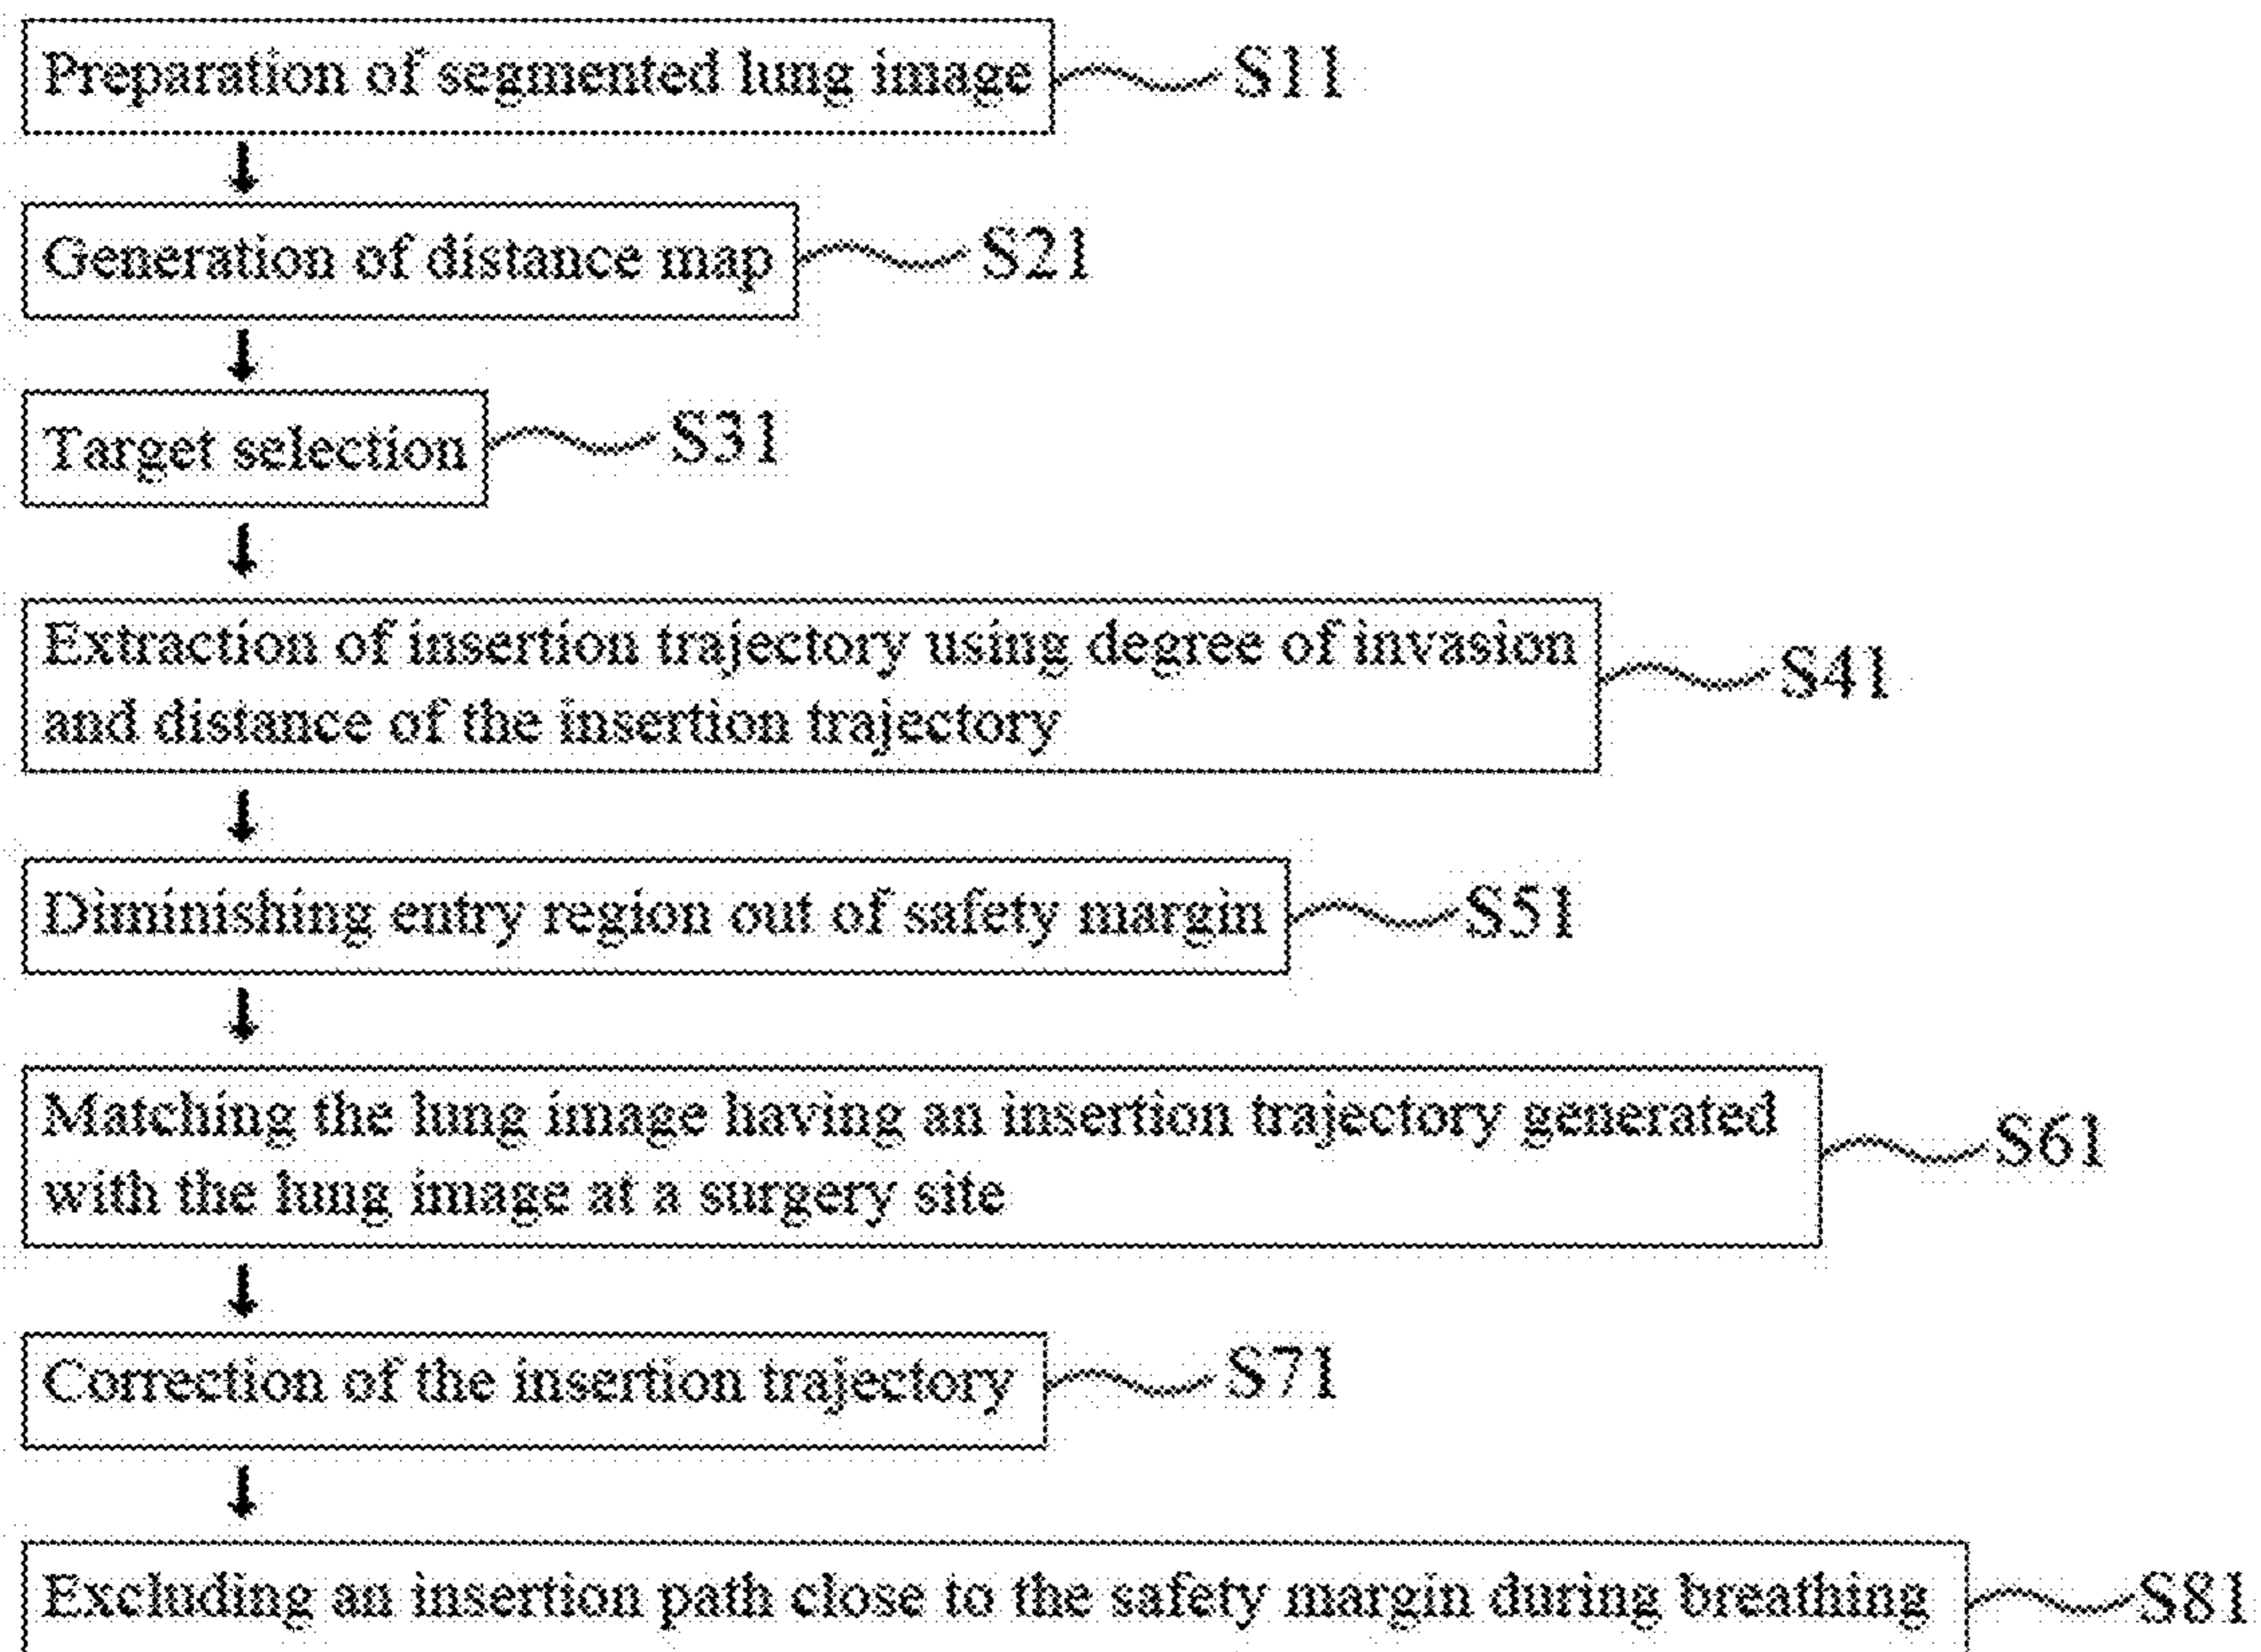 Preparation of segmented lung image S11
Generation of distance map S21
Target selection S31
Extraction of insertion trajectory using degree of invasion
and distance of the insertion trajectory S41
Diminishing entry region out of safety margin S51
Matching the lung image having an insertion trajectory generated
with the lung image at a surgery site S61
Correction of the insertion trajectory S71
Excluding an insertion path close to the safety margin during breathing S81